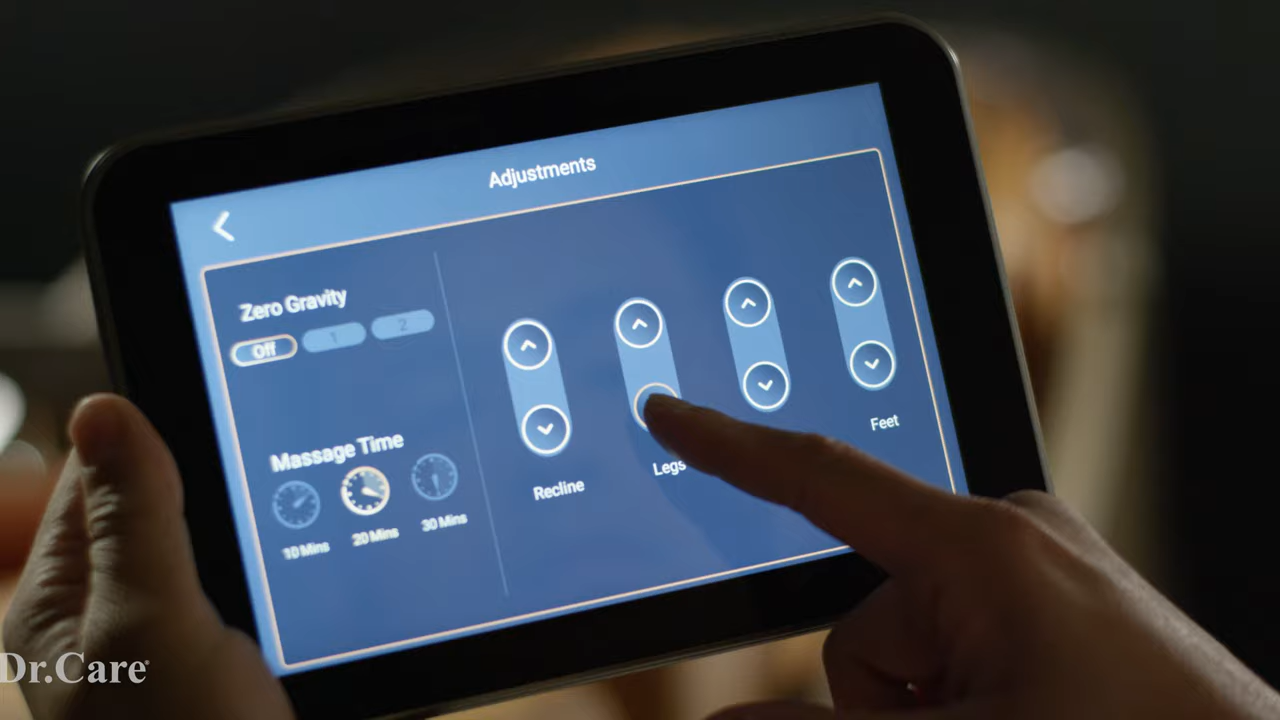 Adjustments
Zero Gravity
Off
1
2
Massage Time
10 Mins
20 Mins
30 Mins
Recline
Legs
Feet
Dr.Care